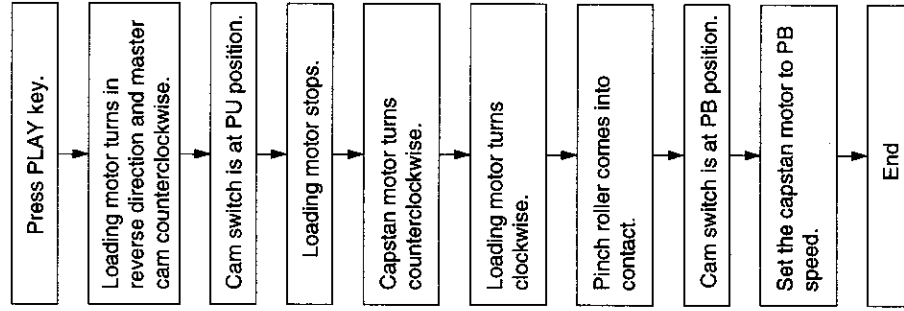 Press PLAY key.
Loading motor turns in
reverse direction and master
cam counterclockwise.
Cam switch is at PU position.
Loading motor stops.
Capstan motor turns
counterclockwise.
Loading motor turns
clockwise.
Pinch roller comes into
contact.
Cam switch is at PB position.
Set the capstan motor to PB
speed.
End